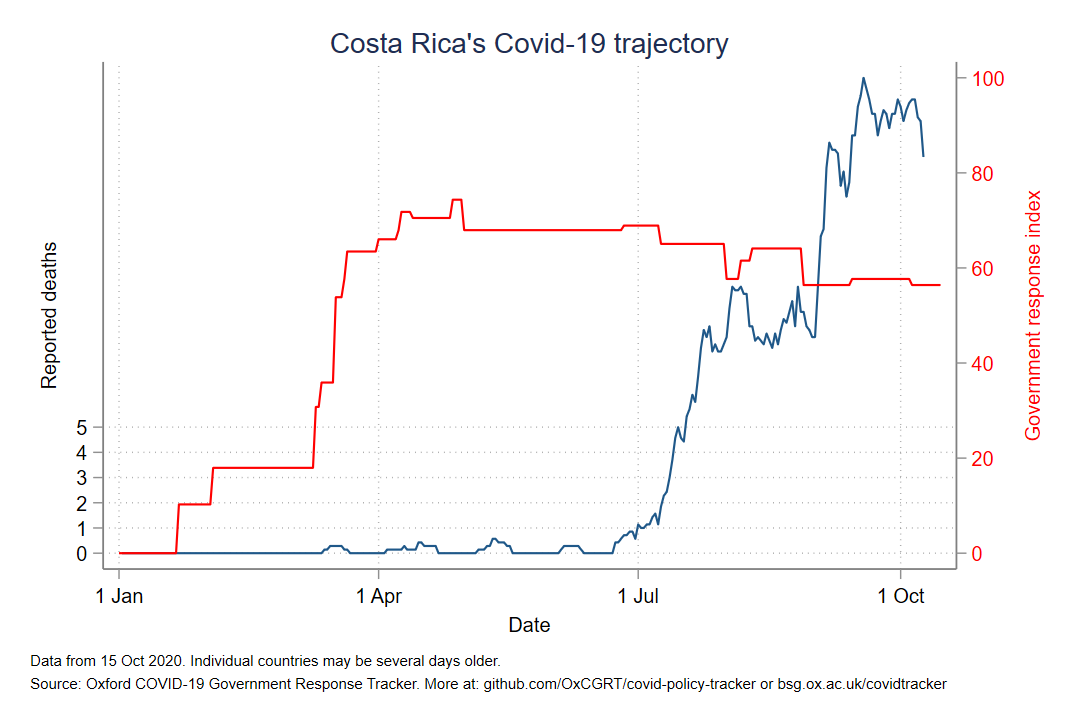 Costa Rica's Covid-19 trajectory
Reported deaths
5
4
3
2
1
0
100
80
60
40
20
0
Government response index
1 Jan
1 Apr
1 Jul
1 Oct
Date
Data from 15 Oct 2020. Individual countries may be several days older.
Source: Oxford COVID-19 Government Response Tracker. More at: github.com/OxCGRT/covid-policy-tracker or bsg.ox.ac.uk/covidtracker